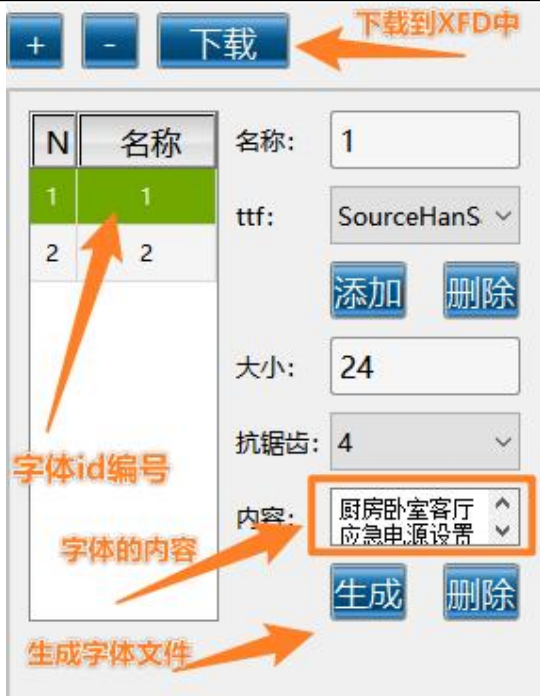 下载到XFD中
+ - 下载
N 名称
1 1
2 2
名称: 1
ttf: SourceHanS
添加 删除
大小: 24
抗锯齿: 4
字体id编号
内容: 厨房卧室客厅
应急电源设置
字体的内容
生成 删除
生成字体文件